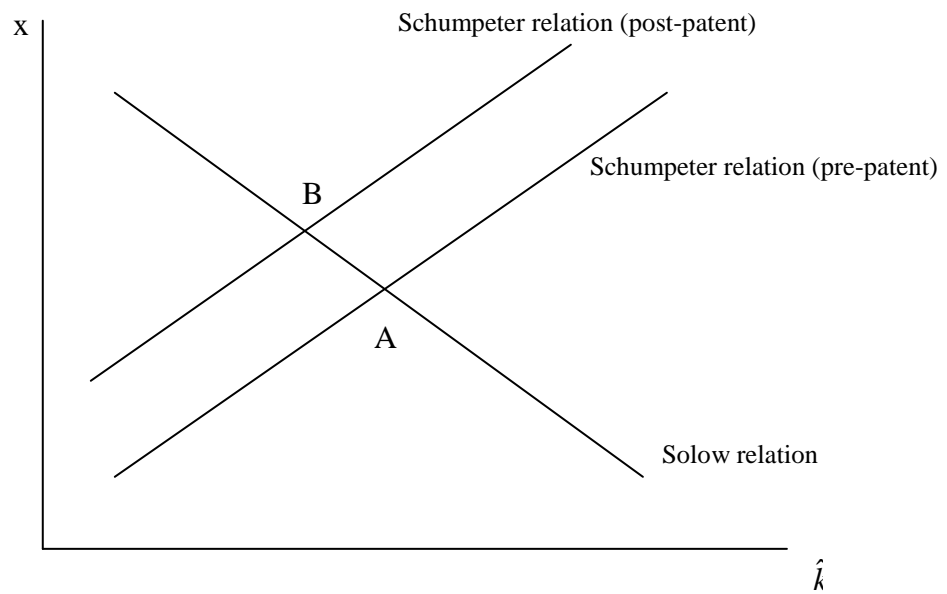 x
Schumpeter relation (post-patent)
Schumpeter relation (pre-patent)
B
A
Solow relation
k̂